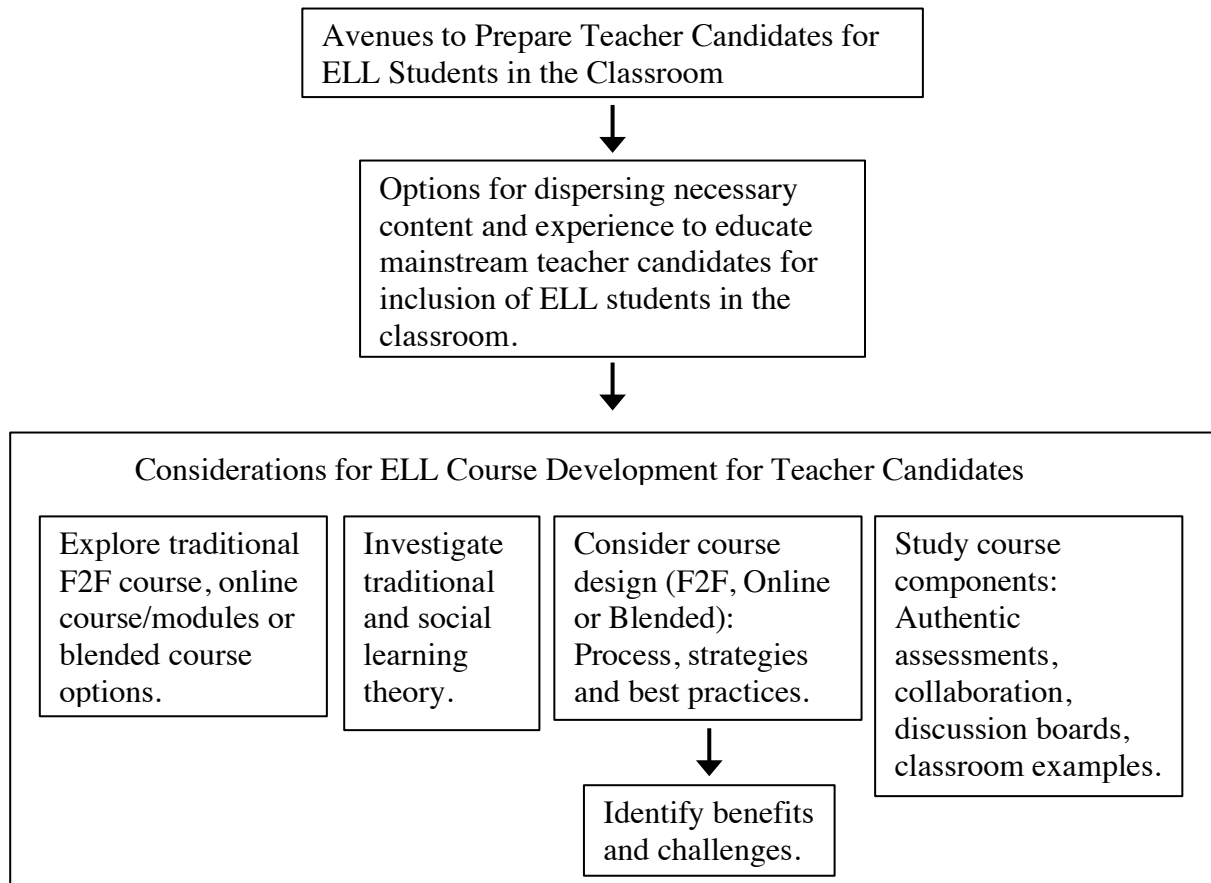 Avenues to Prepare Teacher Candidates for
ELL Students in the Classroom
Options for dispersing necessary
content and experience to educate
mainstream teacher candidates for
inclusion of ELL students in the
classroom.
Considerations for ELL Course Development for Teacher Candidates
Explore traditional
F2F course, online
course/modules or
blended course
options.
Investigate
traditional
and social
learning
theory.
Consider course
design (F2F, Online
or Blended):
Process, strategies
and best practices.
Study course
components:
Authentic
assessments,
collaboration,
discussion boards,
classroom examples.
Identify benefits
and challenges.